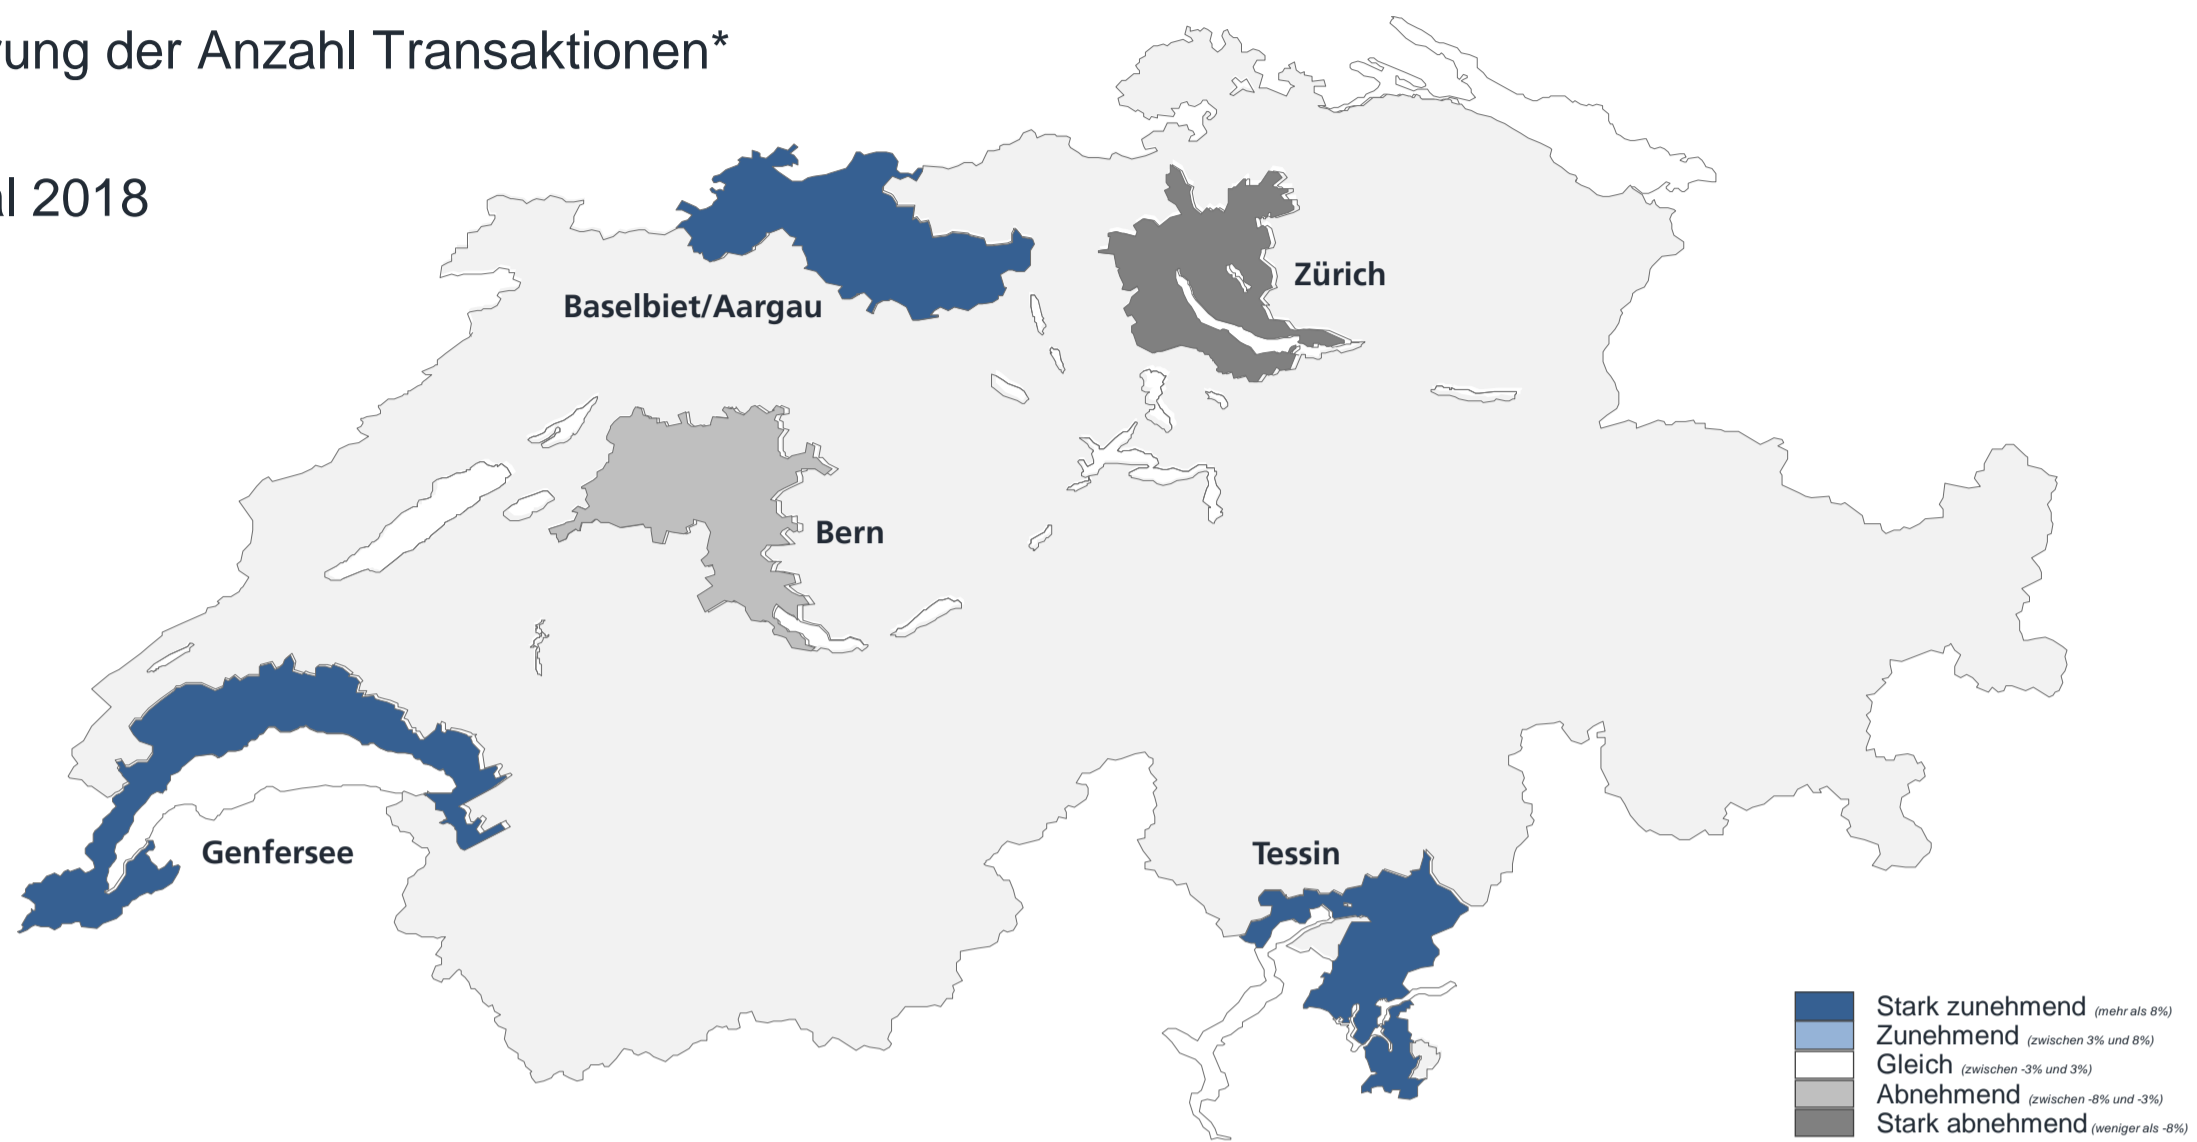 rung der Anzahl Transaktionen*
al 2018
Zürich
Baselbiet/Aargau
Bern
Genfersee
Tessin
Stark zunehmend (mehr als 8%)
Zunehmend (zwischen 3% und 8%)
Gleich (zwischen -3% und 3%)
Abnehmend (zwischen -8% und -3%)
Stark abnehmend (weniger als -8%)